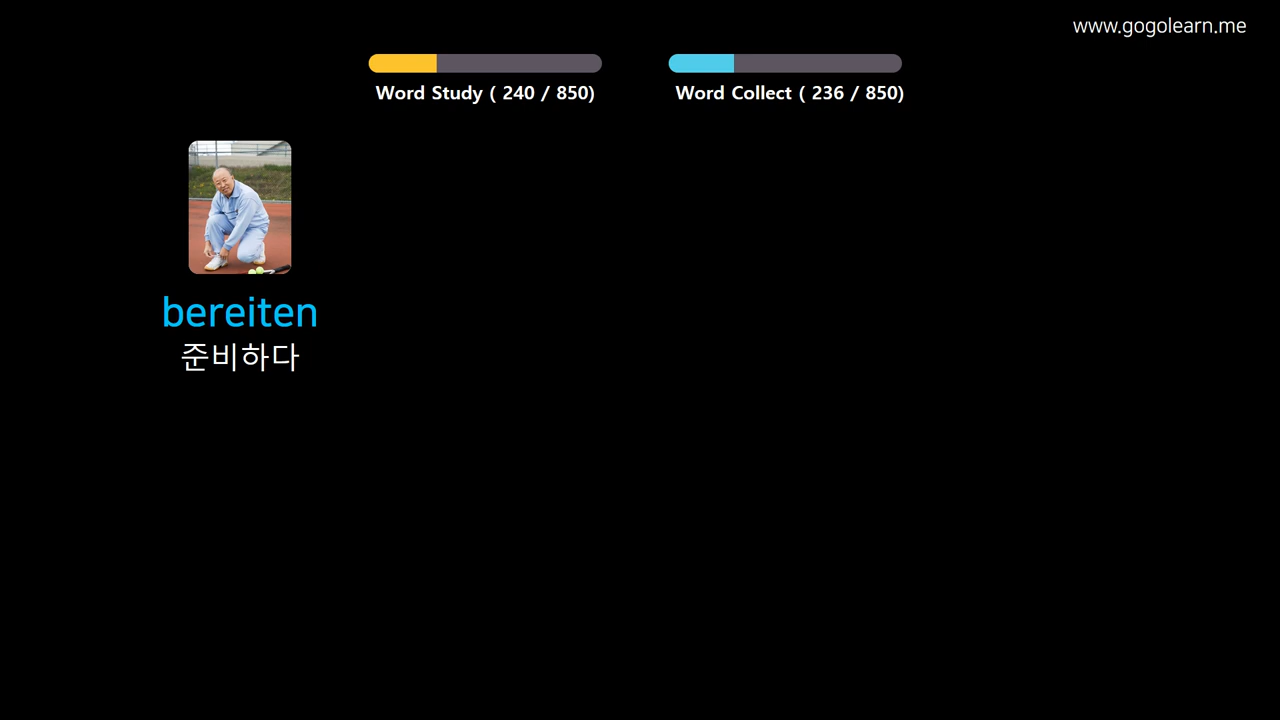 www.gogolearn.me
Word Study ( 240 / 850)
Word Collect ( 236 / 850)
bereiten
준비하다